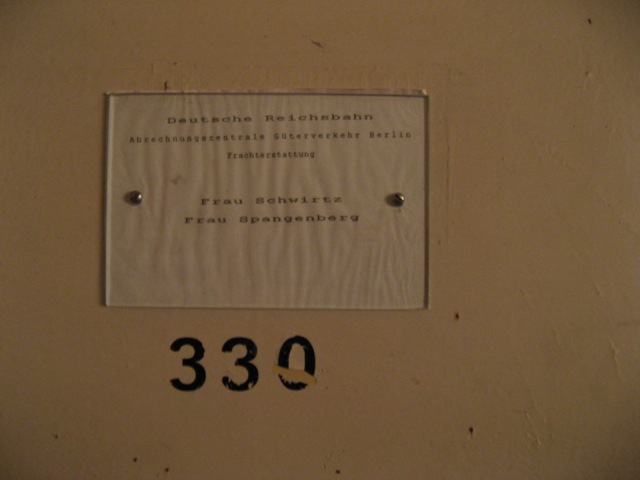 Deutsche Reichsbahn
Abrechnungszentrale Güterverkehr Berlin
Frachterstattung
Frau Schwirtz
Frau Spangenberg
330